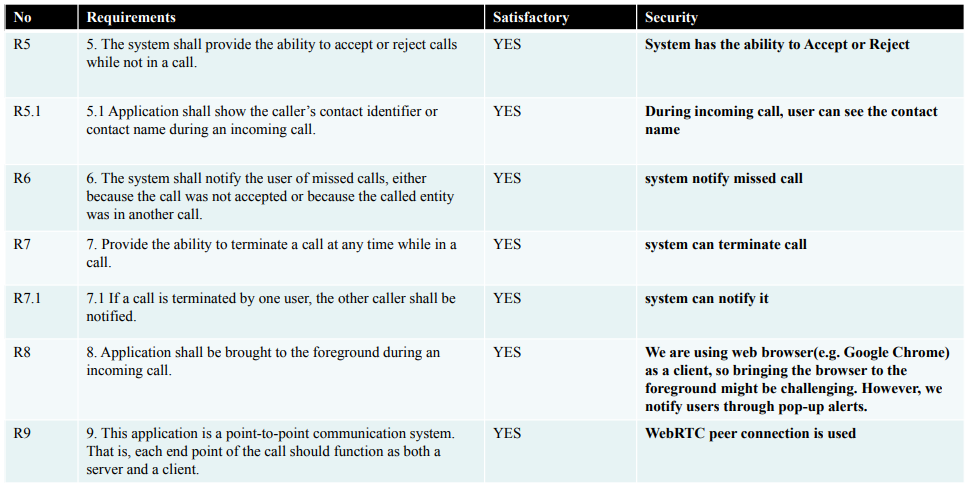 No Requirements Satisfactory Security
R5 5. The system shall provide the ability to accept or reject calls YES System has the ability to Accept or Reject
while not in a call.
R5.1 5.1 Application shall show the caller’s contact identifier or YES During incoming call, user can see the contact
contact name during an incoming call. name
R6 6. The system shall notify the user of missed calls, either YES system notify missed call
because the call was not accepted or because the called entity
was in another call.
R7 7. Provide the ability to terminate a call at any time while in a YES system can terminate call
call.
R7.1 7.1 If a call is terminated by one user, the other caller shall be YES system can notify it
notified.
R8 8. Application shall be brought to the foreground during an YES We are using web browser(e.g. Google Chrome)
incoming call. as a client, so bringing the browser to the
foreground might be challenging. However, we
notify users through pop-up alerts.
R9 9. This application is a point-to-point communication system. YES WebRTC peer connection is used
That is, each end point of the call should function as both a
server and a client.